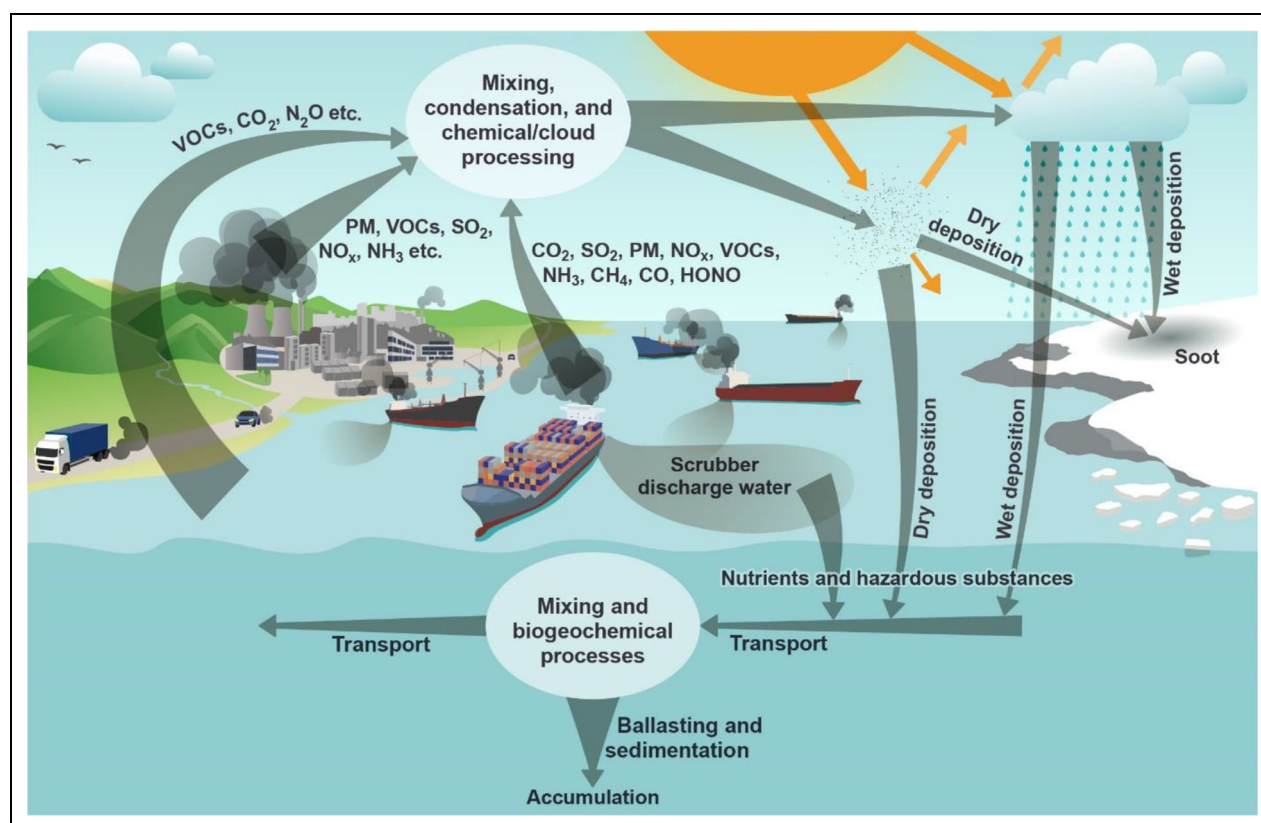 Mixing,
condensation, and
chemical/cloud
processing
VOCs, CO₂, N₂O etc.
PM, VOCs, SO₂,
NOₓ, NH₃ etc.
CO₂, SO₂, PM, NOₓ, VOCs,
NH₃, CH₄, CO, HONO
Dry
deposition
Wet deposition
Soot
Scrubber
discharge water
Dry deposition
Wet deposition
Nutrients and hazardous substances
Mixing and
biogeochemical
processes
Transport
Transport
Ballasting and
sedimentation
Accumulation